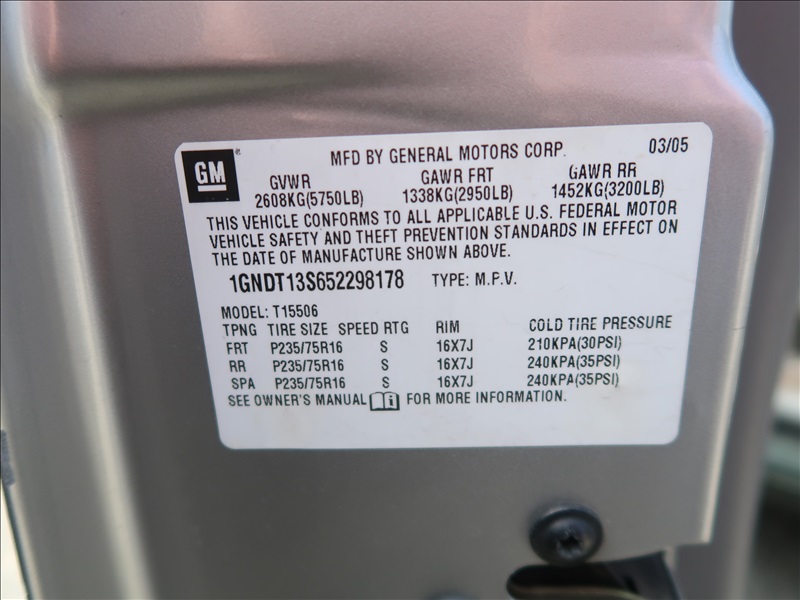 GM
MFD BY GENERAL MOTORS CORP. 03/05
GVWR GAWR FRT GAWR RR
2608KG(5750LB) 1338KG(2950LB) 1452KG(3200LB)
THIS VEHICLE CONFORMS TO ALL APPLICABLE U.S. FEDERAL MOTOR
VEHICLE SAFETY AND THEFT PREVENTION STANDARDS IN EFFECT ON
THE DATE OF MANUFACTURE SHOWN ABOVE.
1GNDT13S652298178 TYPE: M.P.V.
MODEL: T15506
TPNG TIRE SIZE SPEED RTG RIM COLD TIRE PRESSURE
FRT P235/75R16 S 16X7J 210KPA(30PSI)
RR P235/75R16 S 16X7J 240KPA(35PSI)
SPA P235/75R16 S 16X7J 240KPA(35PSI)
SEE OWNER'S MANUAL i FOR MORE INFORMATION.